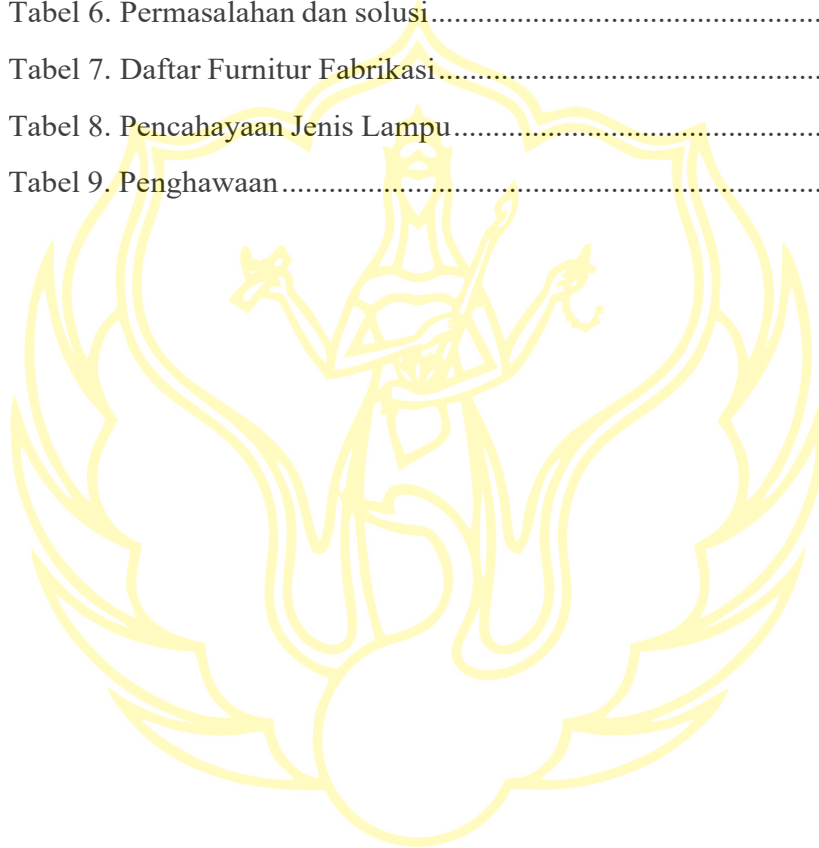 Tabel 6. Permasalahan dan solusi.............................................
Tabel 7. Daftar Furnitur Fabrikasi............................................
Tabel 8. Pencahayaan Jenis Lampu..........................................
Tabel 9. Penghawaan...............................................................